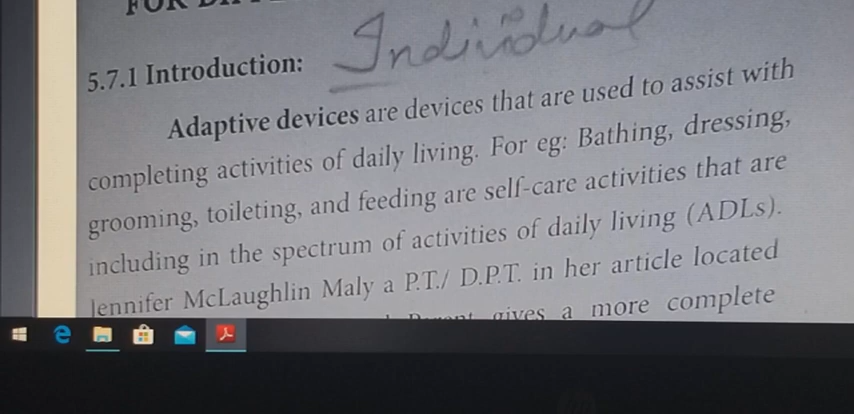 Individual
5.7.1 Introduction:
Adaptive devices are devices that are used to assist with
completing activities of daily living. For eg: Bathing, dressing,
grooming, toileting, and feeding are self-care activities that are
including in the spectrum of activities of daily living (ADLs).
Jennifer McLaughlin Maly a P.T./ D.P.T. in her article located
gives a more complete